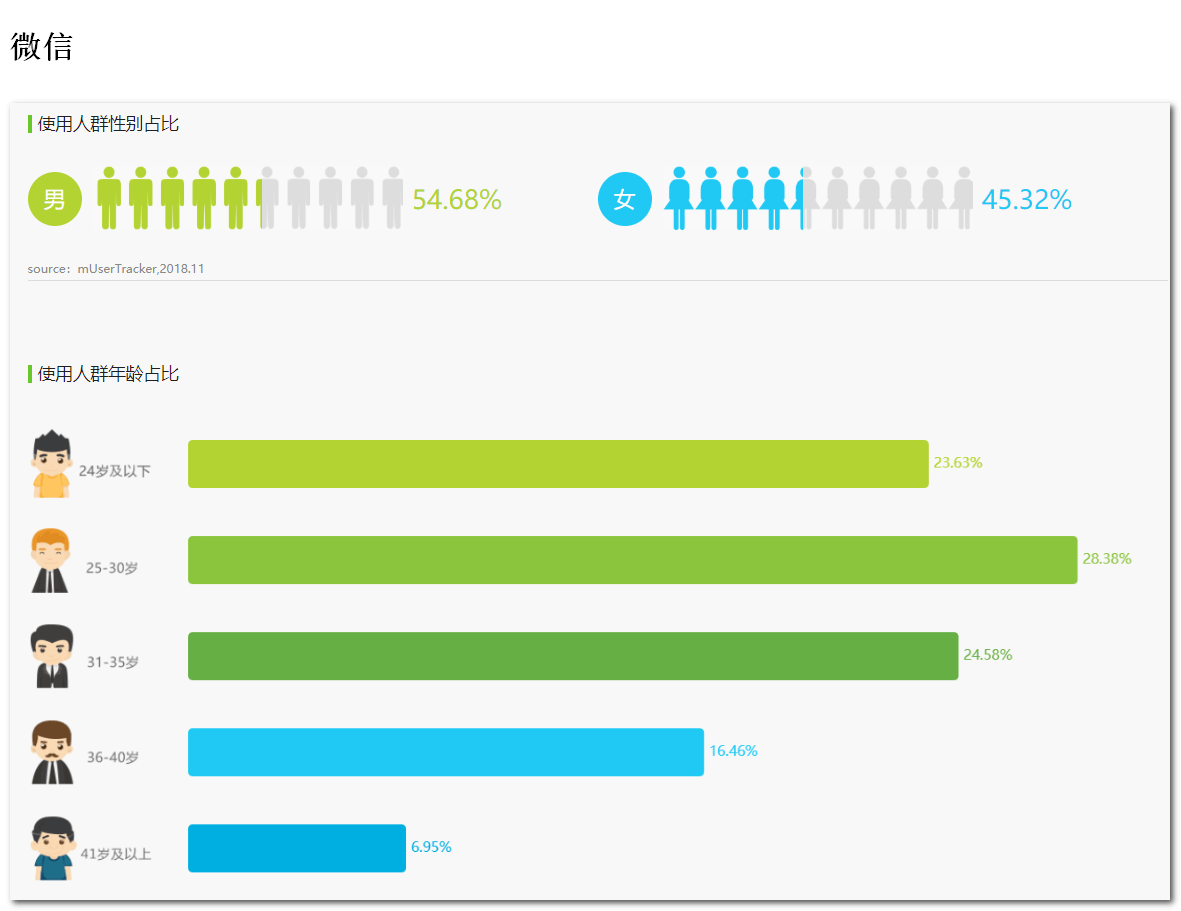 微信
使用人群性别占比
男 54.68% 女 45.32%
source：mUserTracker,2018.11
使用人群年龄占比
24岁及以下 23.63%
25-30岁 28.38%
31-35岁 24.58%
36-40岁 16.46%
41岁及以上 6.95%